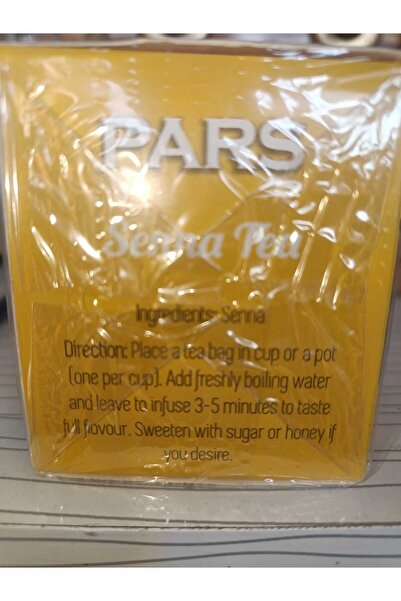 PARS
Senna Tea
Ingredients: Senna
Direction: Place a tea bag in cup or a pot
(one per cup). Add freshly boiling water
and leave to infuse 3-5 minutes to taste
full flavour. Sweeten with sugar or honey if
you desire.